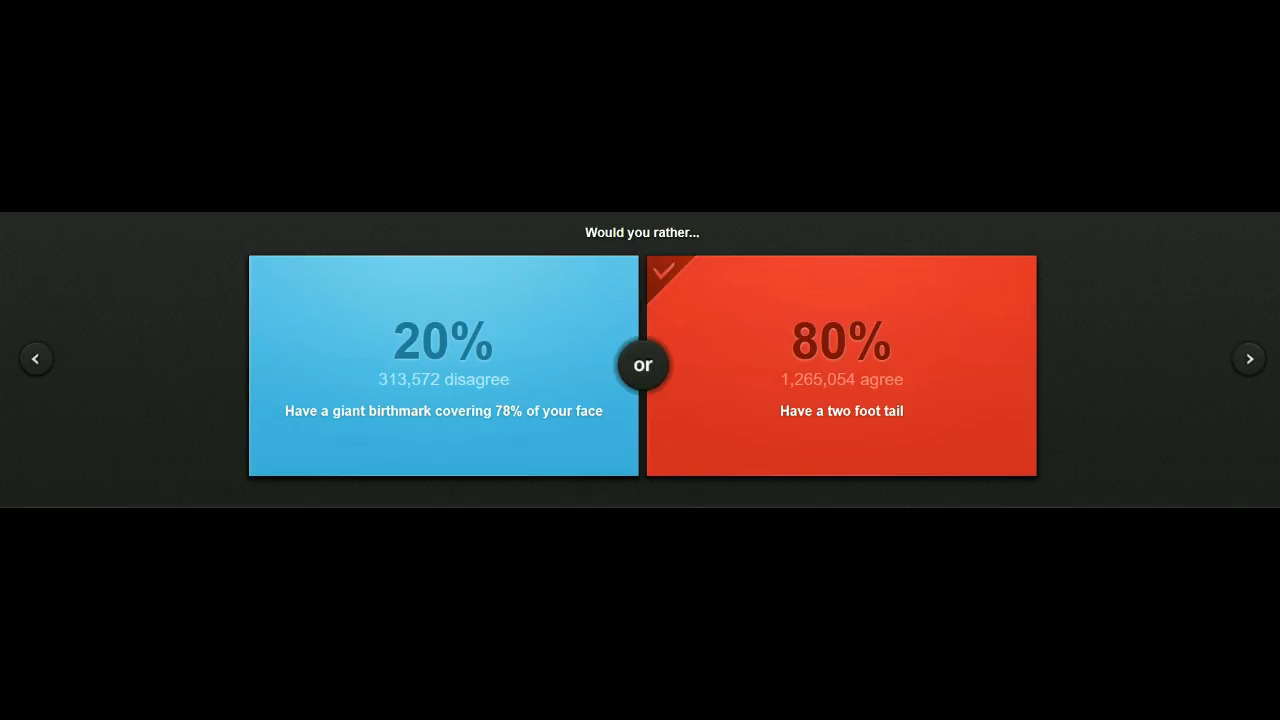 Would you rather...
20%
313,572 disagree
Have a giant birthmark covering 78% of your face
or
80%
1,265,054 agree
Have a two foot tail